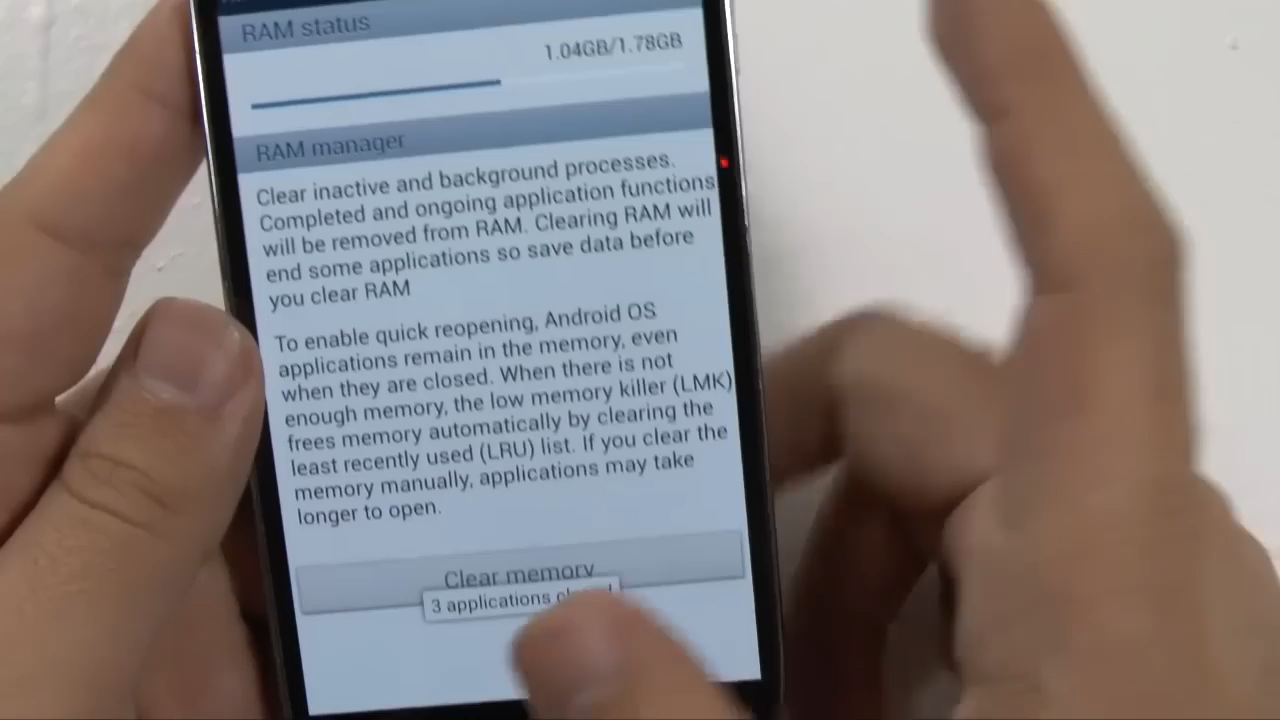 RAM status
1.04GB/1.78GB
RAM manager
Clear inactive and background processes.
Completed and ongoing application functions
will be removed from RAM. Clearing RAM will
end some applications so save data before
you clear RAM
To enable quick reopening, Android OS
applications remain in the memory, even
when they are closed. When there is not
enough memory, the low memory killer (LMK)
frees memory automatically by clearing the
least recently used (LRU) list. If you clear the
memory manually, applications may take
longer to open.
Clear memory
3 applications